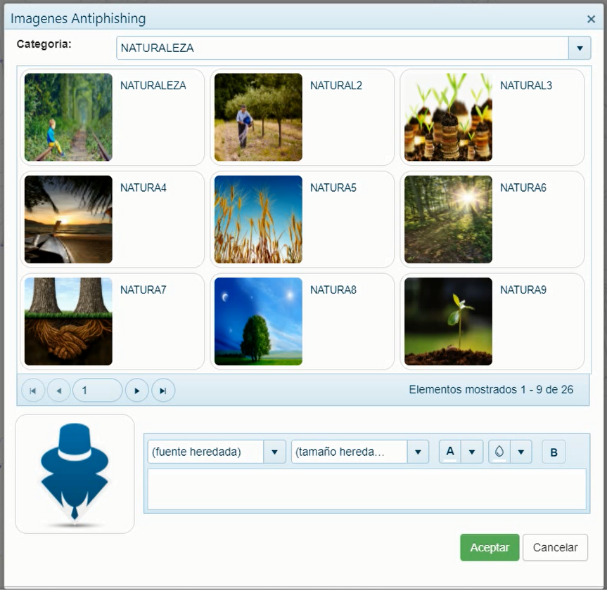 Imagenes Antiphishing
Categoría:
NATURALEZA
NATURALEZA
NATURAL2
NATURAL3
NATURA4
NATURA5
NATURA6
NATURA7
NATURA8
NATURA9
1
Elementos mostrados 1 - 9 de 26
(fuente heredada)
(tamaño hereda...
A
B
Aceptar
Cancelar